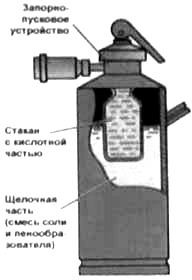 Запорно-
пусковое
устройство
Стакан
с кислотной
частью
Щелочная
часть
(смесь соли
и пенообра
зователя)